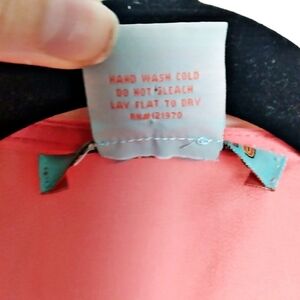 HAND WASH COLD
DO NOT BLEACH
LAY FLAT TO DRY
RN#121970